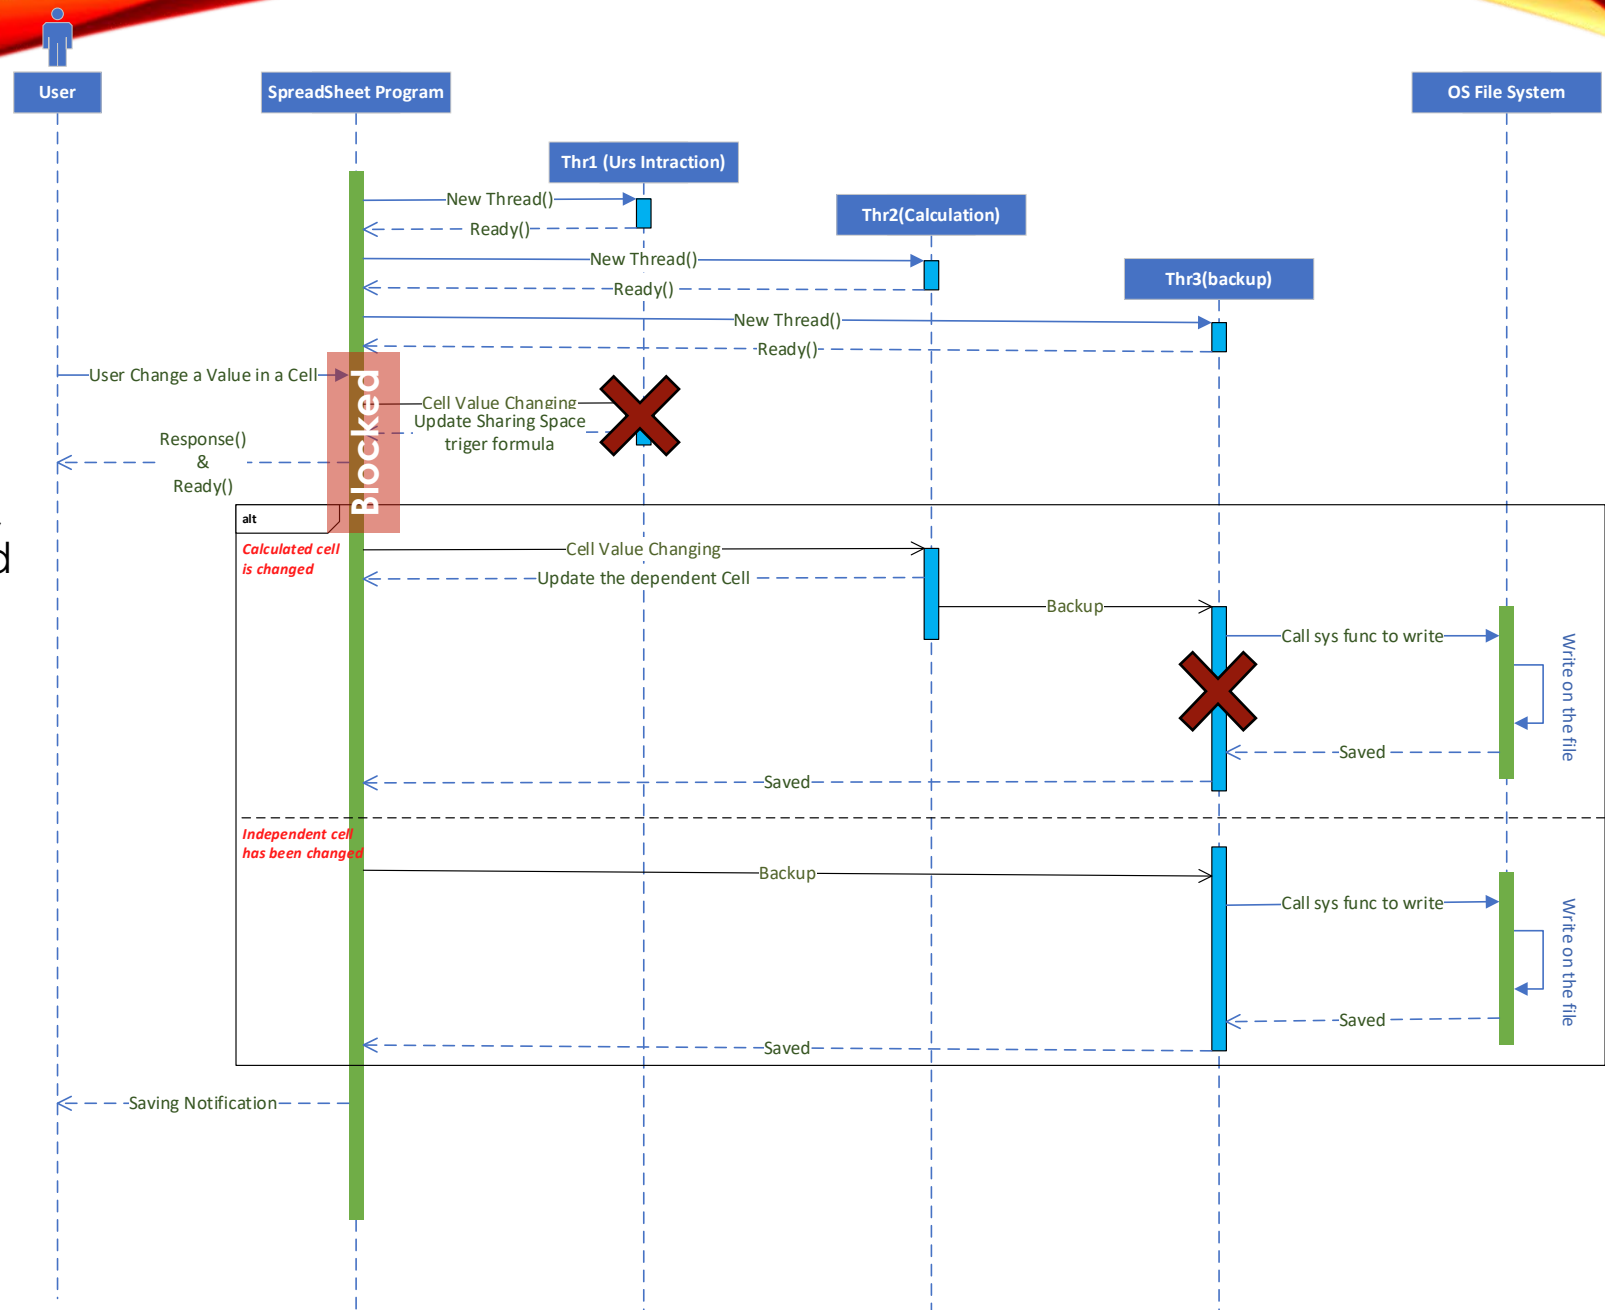 User
SpreadSheet Program
OS File System
Thr1 (Urs Intraction)
Thr2(Calculation)
Thr3(backup)
New Thread()
Ready()
New Thread()
Ready()
New Thread()
Ready()
User Change a Value in a Cell
Blocked
Cell Value Changing
Update Sharing Space
triger formula
Response()
&
Ready()
alt
d
Calculated cell
is changed
Cell Value Changing
Update the dependent Cell
Backup
Call sys func to write
Write on the file
Saved
Saved
Independent cell
has been changed
Backup
Call sys func to write
Write on the file
Saved
Saved
Saving Notification